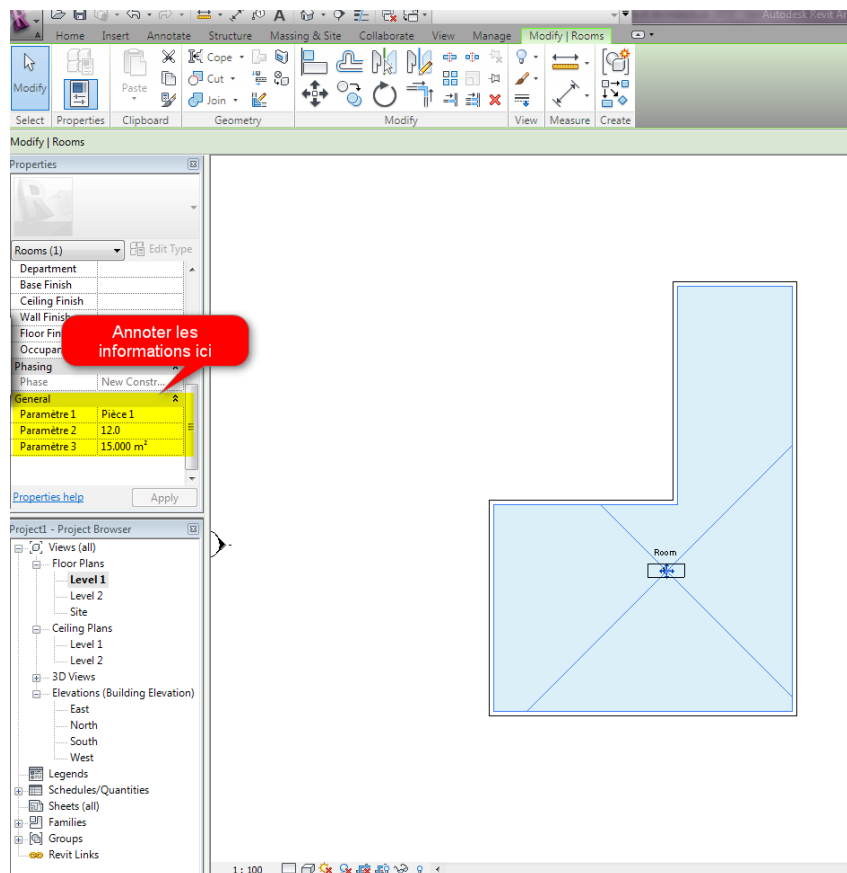 Autodesk Revit Ar
Home Insert Annotate Structure Massing & Site Collaborate View Manage Modify | Rooms
Modify
Paste
Cope
Cut
Join
Select Properties Clipboard Geometry Modify View Measure Create
Modify | Rooms
Properties
Rooms (1) Edit Type
Department
Base Finish
Ceiling Finish
Wall Finish
Floor Fin
Occupan
Annoter les
informations ici
Phasing
Phase New Constr...
General
Paramètre 1 Pièce 1
Paramètre 2 12.0
Paramètre 3 15.000 m²
Properties help Apply
Project1 - Project Browser
Views (all)
Floor Plans
Level 1
Level 2
Site
Ceiling Plans
Level 1
Level 2
3D Views
Elevations (Building Elevation)
East
North
South
West
Legends
Schedules/Quantities
Sheets (all)
Families
Groups
Revit Links
Room
1 : 100